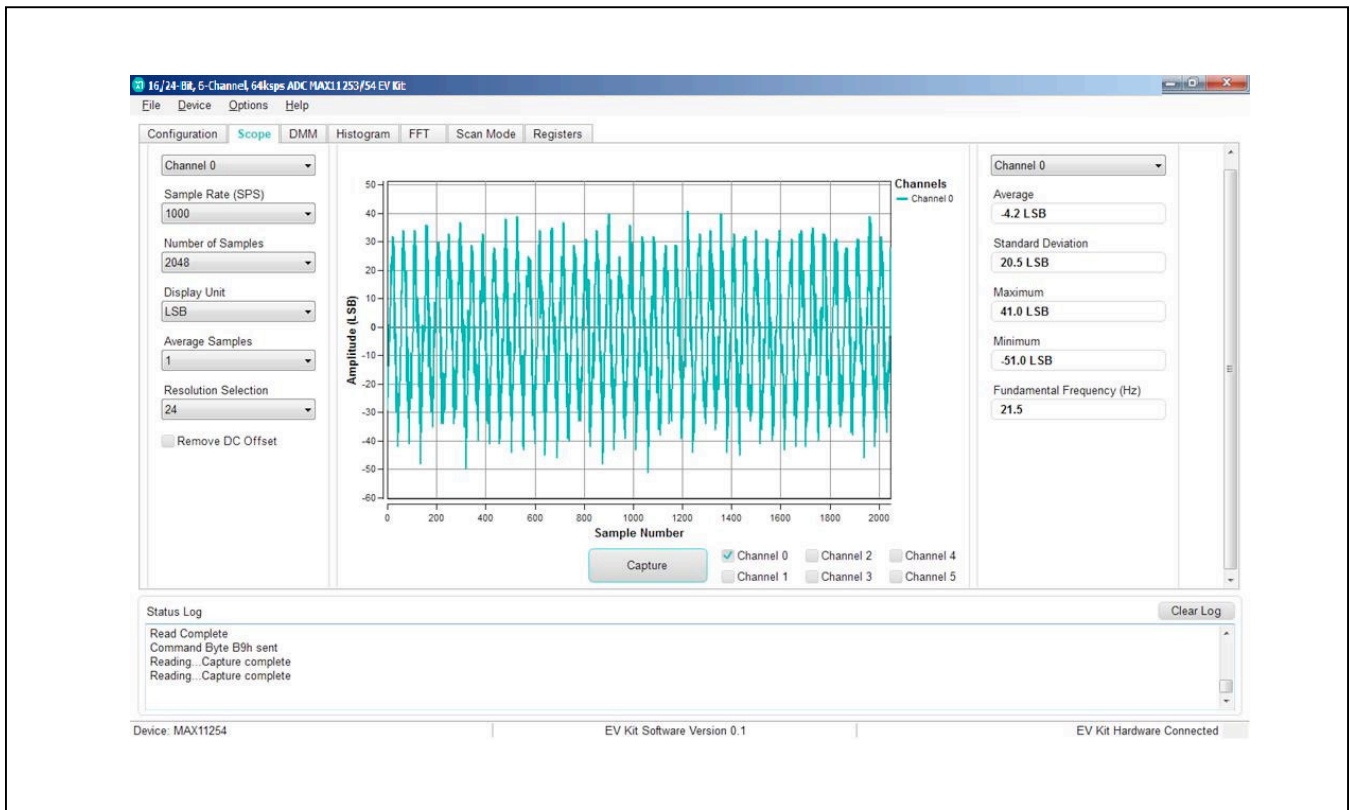 16/24-Bit, 6-Channel, 64ksps ADC MAX11253/54 EV Kit
File Device Options Help
Configuration Scope DMM Histogram FFT Scan Mode Registers
Channel 0
Sample Rate (SPS)
1000
Number of Samples
2048
Display Unit
LSB
Average Samples
1
Resolution Selection
24
Remove DC Offset
Amplitude (LSB)
50
40
30
20
10
0
-10
-20
-30
-40
-50
-60
0 200 400 600 800 1000 1200 1400 1600 1800 2000
Sample Number
Channels
Channel 0
Capture
Channel 0 Channel 2 Channel 4
Channel 1 Channel 3 Channel 5
Channel 0
Average
-4.2 LSB
Standard Deviation
20.5 LSB
Maximum
41.0 LSB
Minimum
-51.0 LSB
Fundamental Frequency (Hz)
21.5
Status Log
Clear Log
Read Complete
Command Byte B9h sent
Reading...Capture complete
Reading...Capture complete
Device: MAX11254 EV Kit Software Version 0.1 EV Kit Hardware Connected